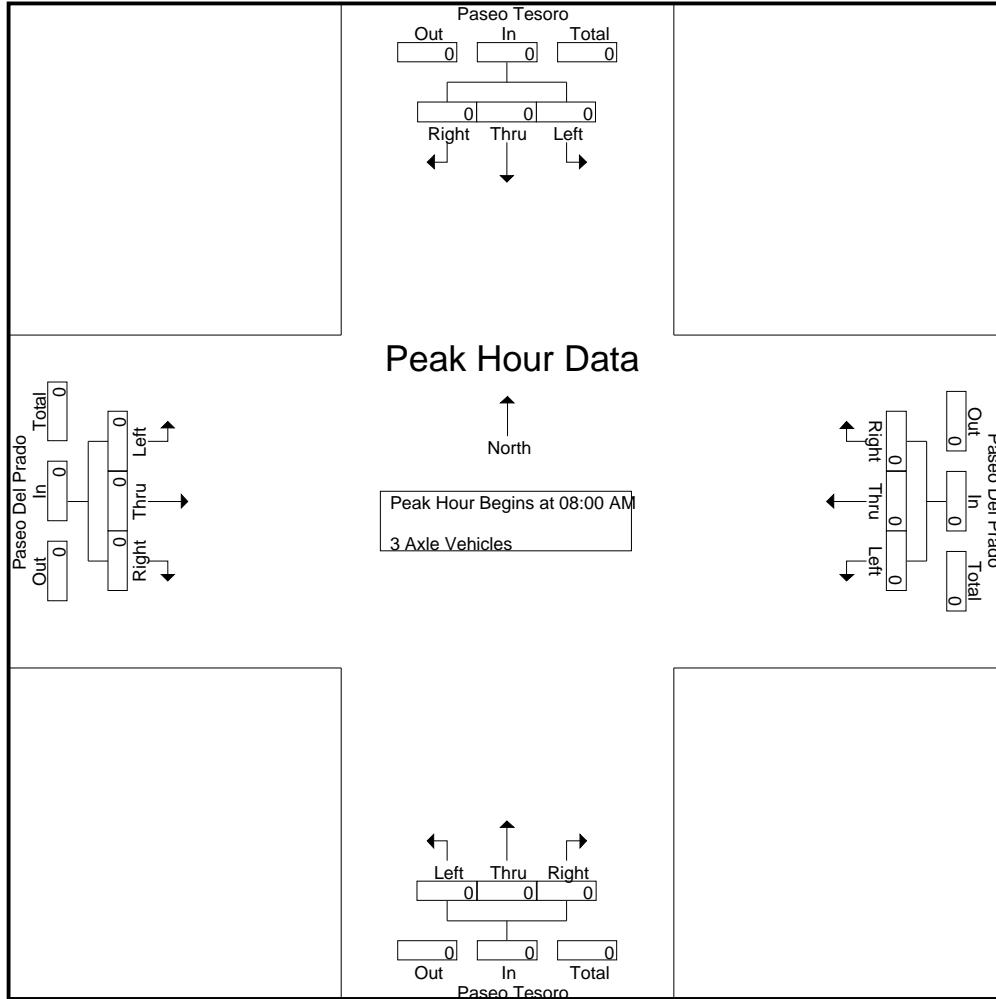 Paseo Tesoro
Out In Total
0 0 0
0 0 0
Right Thru Left
Peak Hour Data
North
Peak Hour Begins at 08:00 AM
3 Axle Vehicles
Paseo Del Prado
Out In Total
0 0 0
0 0 0
Left Thru Right
Paseo Del Prado
Out In Total
0 0 0
0 0 0
Right Thru Left
Left Thru Right
0 0 0
0 0 0
Out In Total
Paseo Tesoro